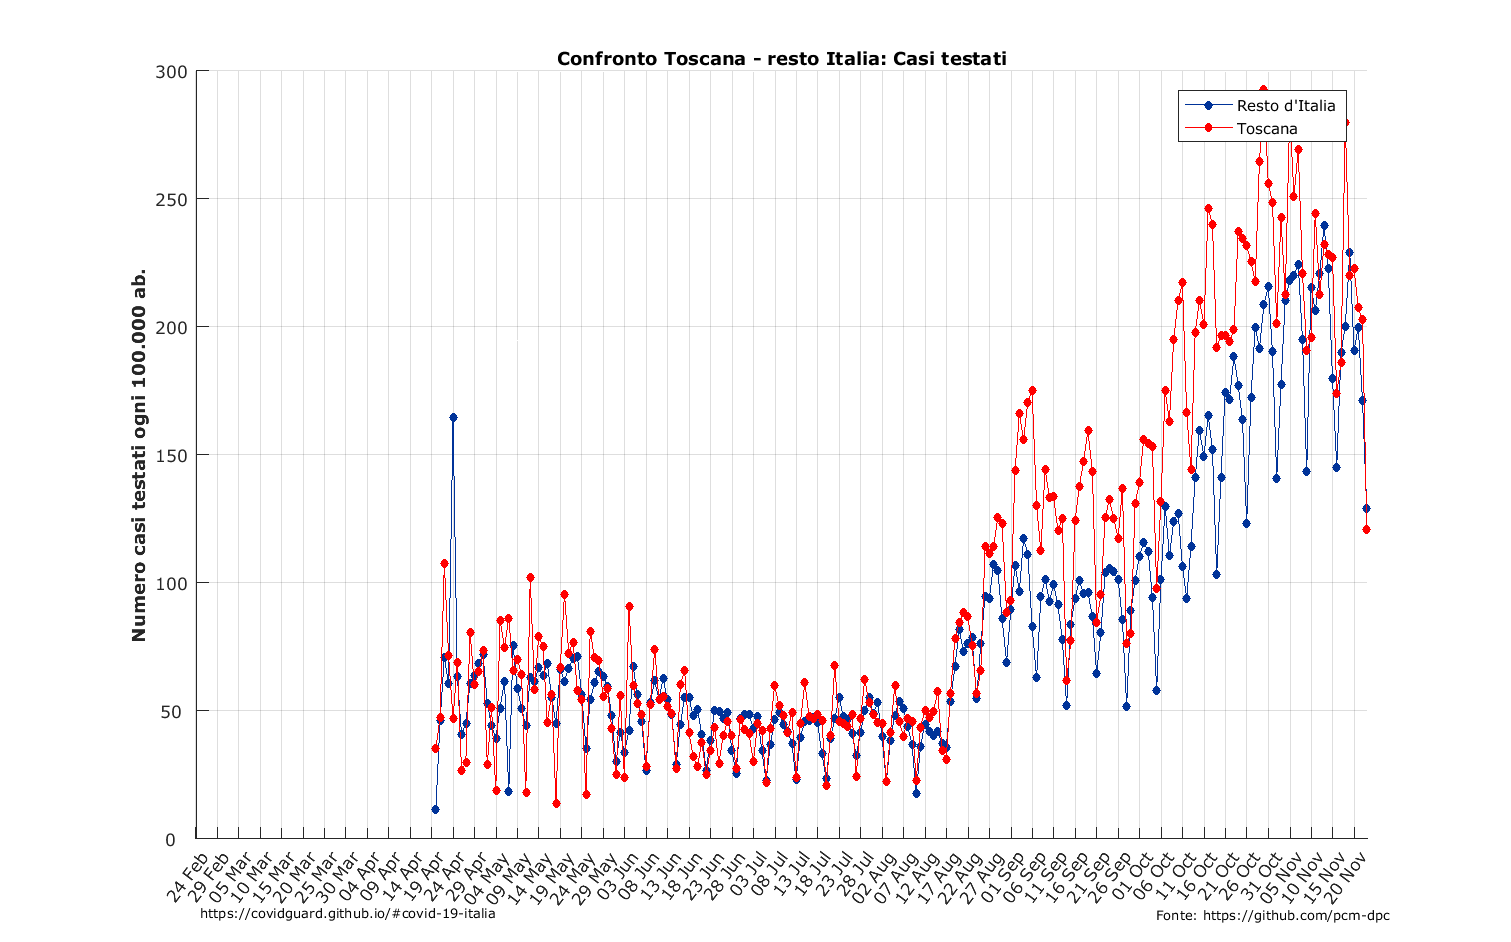 Confronto Toscana - resto Italia: Casi testati
Resto d'Italia
Toscana
Numero casi testati ogni 100.000 ab.
300
250
200
150
100
50
0
24 Feb
29 Feb
05 Mar
10 Mar
15 Mar
20 Mar
25 Mar
30 Mar
04 Apr
09 Apr
14 Apr
19 Apr
24 Apr
29 Apr
04 May
09 May
14 May
19 May
24 May
29 May
03 Jun
08 Jun
13 Jun
18 Jun
23 Jun
28 Jun
03 Jul
08 Jul
13 Jul
18 Jul
23 Jul
28 Jul
02 Aug
07 Aug
12 Aug
17 Aug
22 Aug
27 Aug
01 Sep
06 Sep
11 Sep
16 Sep
21 Sep
26 Sep
01 Oct
06 Oct
11 Oct
16 Oct
21 Oct
26 Oct
31 Oct
05 Nov
10 Nov
15 Nov
20 Nov
https://covidguard.github.io/#covid-19-italia
Fonte: https://github.com/pcm-dpc